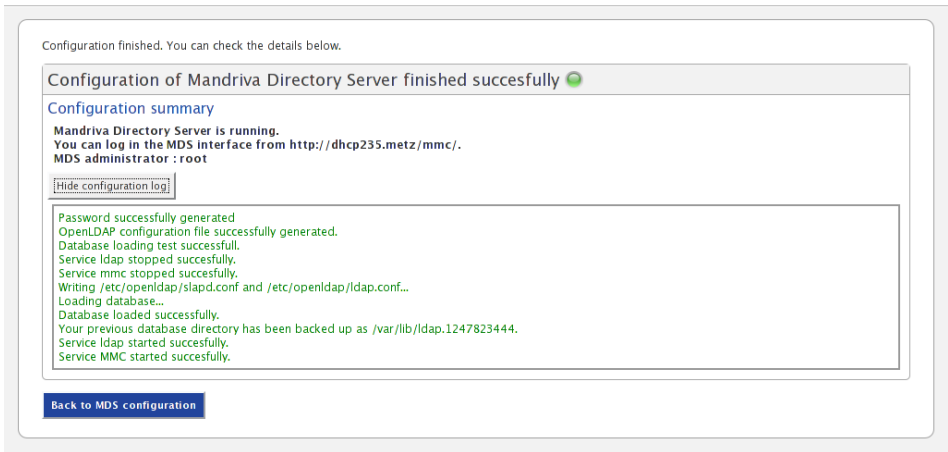 Configuration finished. You can check the details below.
Configuration of Mandriva Directory Server finished succesfully
Configuration summary
Mandriva Directory Server is running.
You can log in the MDS interface from http://dhcp235.metz/mmc/.
MDS administrator : root
Hide configuration log
Password successfully generated
OpenLDAP configuration file successfully generated.
Database loading test successfull.
Service ldap stopped succesfully.
Service mmc stopped succesfully.
Writing /etc/openldap/slapd.conf and /etc/openldap/ldap.conf...
Loading database...
Database loaded successfully.
Your previous database directory has been backed up as /var/lib/ldap.1247823444.
Service ldap started succesfully.
Service MMC started succesfully.
Back to MDS configuration